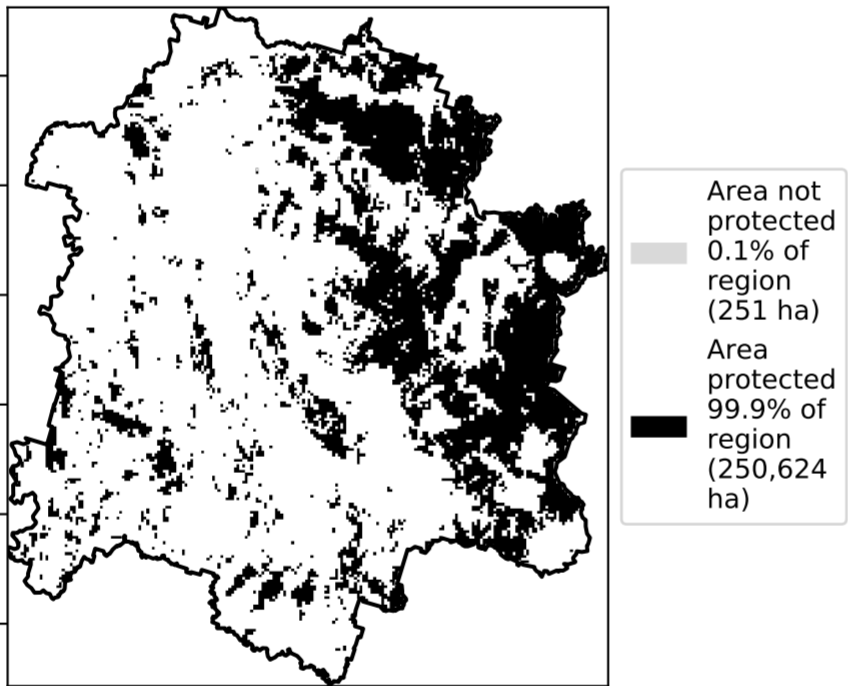 Area not
protected
0.1% of
region
(251 ha)
Area
protected
99.9% of
region
(250,624
ha)